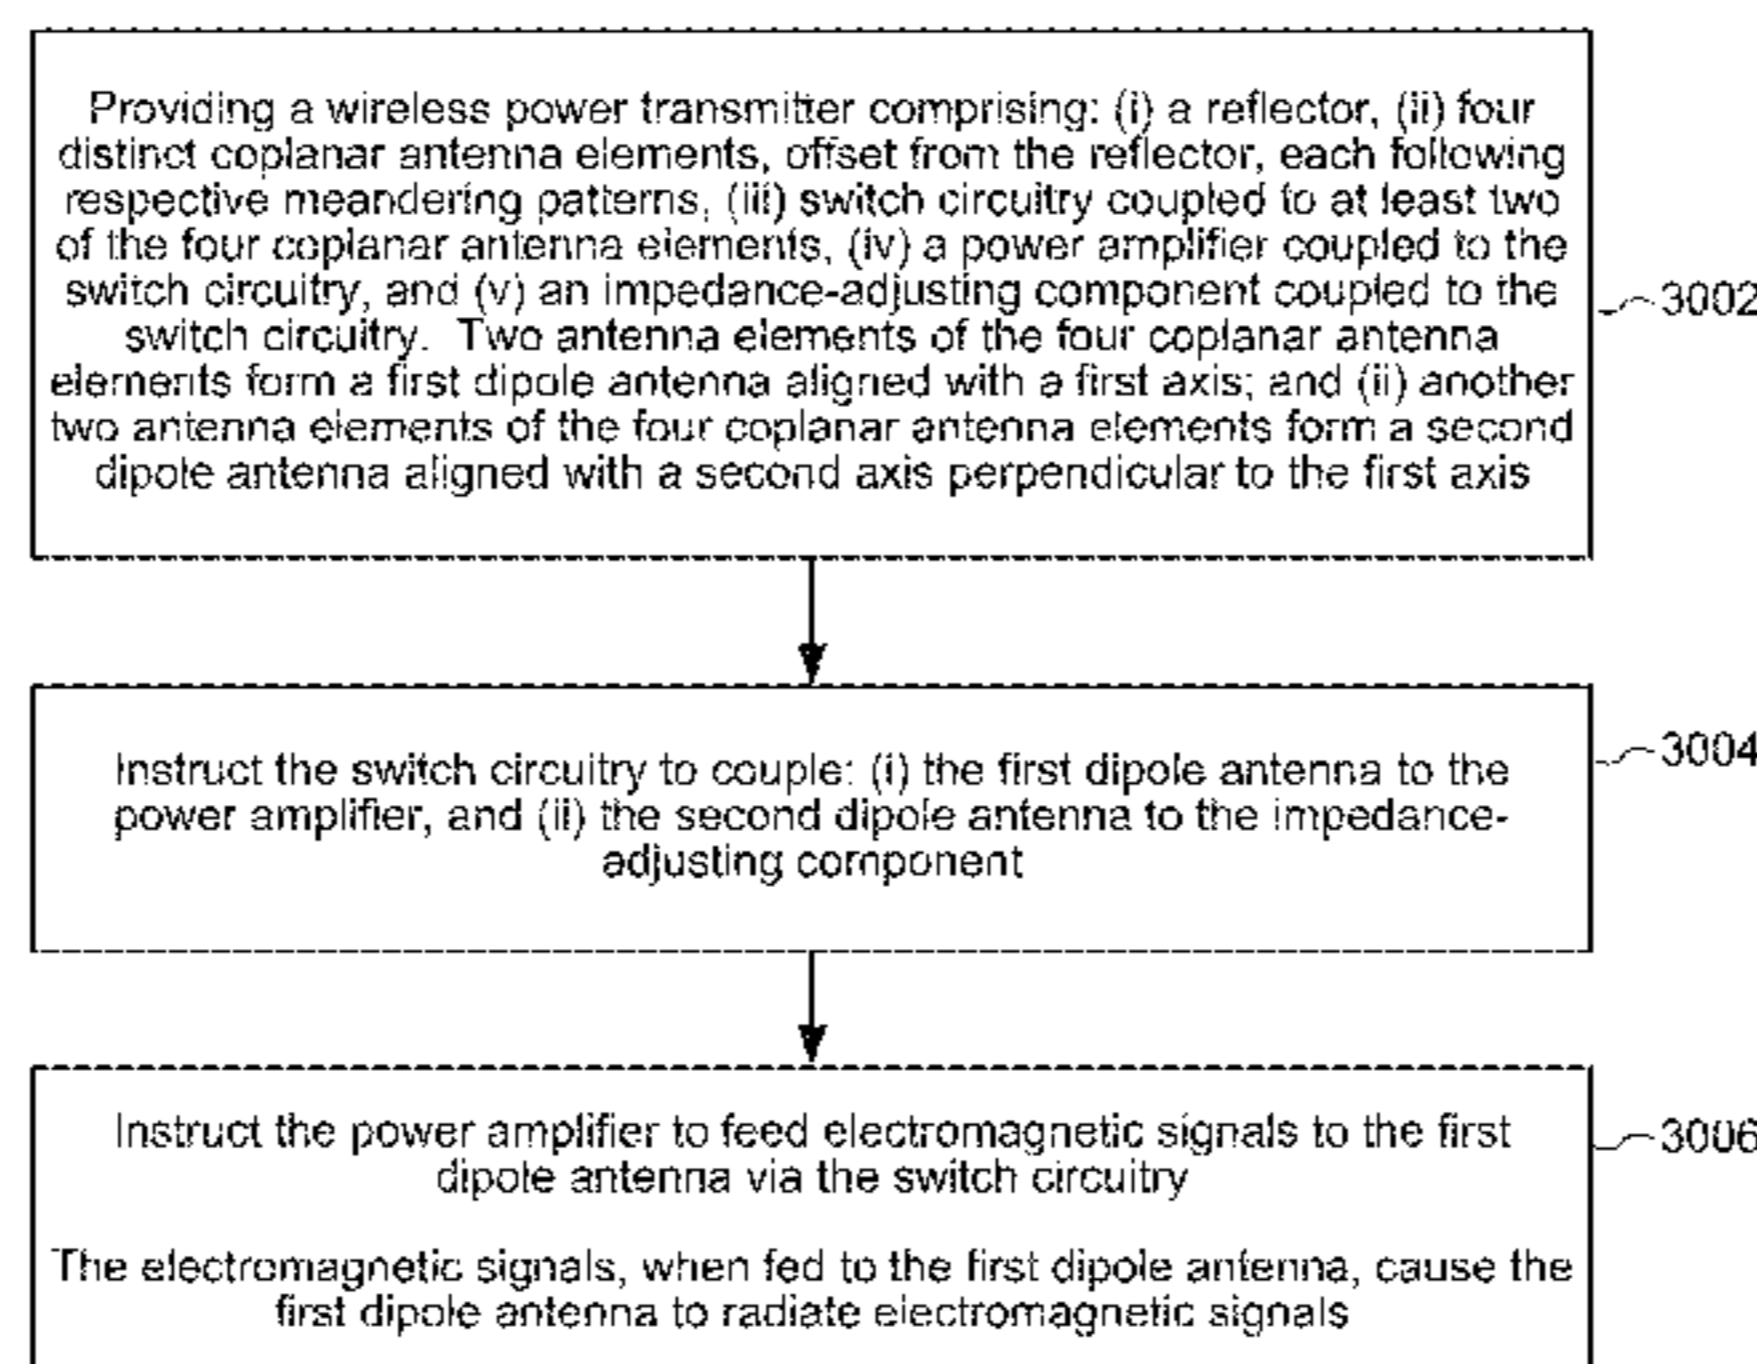 Providing a wireless power transmitter comprising: (i) a reflector, (ii) four
distinct coplanar antenna elements, offset from the reflector, each following
respective meandering patterns, (iii) switch circuitry coupled to at least two
of the four coplanar antenna elements, (iv) a power amplifier coupled to the
switch circuitry, and (v) an impedance-adjusting component coupled to the
switch circuitry. Two antenna elements of the four coplanar antenna
elements form a first dipole antenna aligned with a first axis; and (ii) another
two antenna elements of the four coplanar antenna elements form a second
dipole antenna aligned with a second axis perpendicular to the first axis
3002
Instruct the switch circuitry to couple: (i) the first dipole antenna to the
power amplifier, and (ii) the second dipole antenna to the impedance-
adjusting component
3004
Instruct the power amplifier to feed electromagnetic signals to the first
dipole antenna via the switch circuitry
The electromagnetic signals, when fed to the first dipole antenna, cause the
first dipole antenna to radiate electromagnetic signals
3006